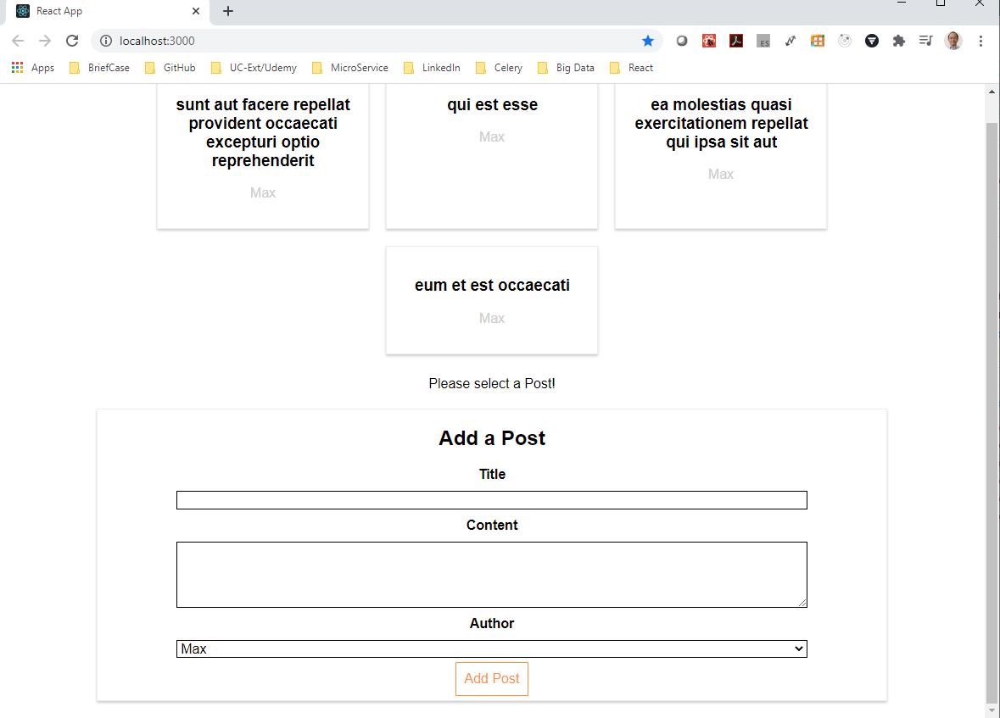 React App
localhost:3000
ES
Apps BriefCase GitHub UC-Ext/Udemy MicroService LinkedIn Celery Big Data React
sunt aut facere repellat
provident occaecati
excepturi optio
reprehenderit
Max
qui est esse
Max
ea molestias quasi
exercitationem repellat
qui ipsa sit aut
Max
eum et est occaecati
Max
Please select a Post!
Add a Post
Title
Content
Author
Max
Add Post